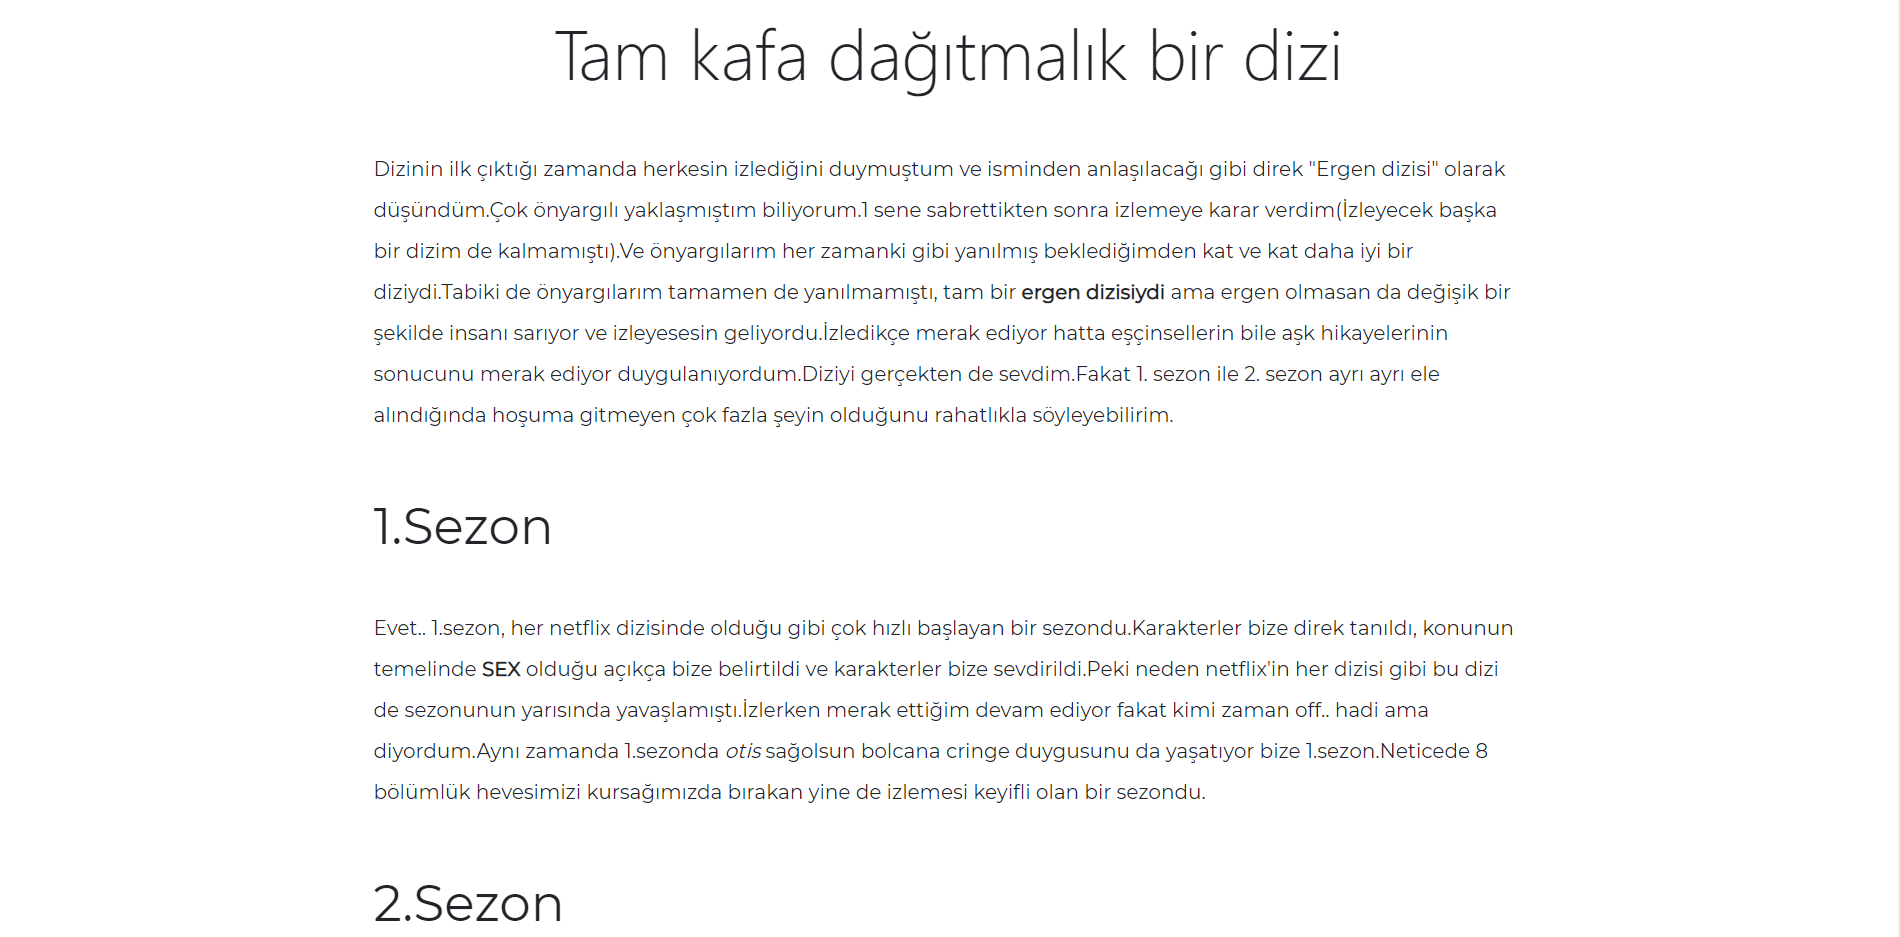 Tam kafa dağıtmalık bir dizi
Dizinin ilk çıktığı zamanda herkesin izlediğini duymuştum ve isminden anlaşılacağı gibi direk "Ergen dizisi" olarak
düşündüm.Çok önyargılı yaklaşmıştım biliyorum.1 sene sabrettikten sonra izlemeye karar verdim(İzleyecek başka
bir dizim de kalmamıştı).Ve önyargılarım her zamanki gibi yanılmış beklediğimden kat ve kat daha iyi bir
diziydi.Tabiki de önyargılarım tamamen de yanılmamıştı, tam bir ergen dizisiydi ama ergen olmasan da değişik bir
şekilde insanı sarıyor ve izleyesesin geliyordu.İzledikçe merak ediyor hatta eşçinsellerin bile aşk hikayelerinin
sonucunu merak ediyor duygulanıyordum.Diziyi gerçekten de sevdim.Fakat 1. sezon ile 2. sezon ayrı ayrı ele
alındığında hoşuma gitmeyen çok fazla şeyin olduğunu rahatlıkla söyleyebilirim.
1.Sezon
Evet.. 1.sezon, her netflix dizisinde olduğu gibi çok hızlı başlayan bir sezondu.Karakterler bize direk tanıldı, konunun
temelinde SEX olduğu açıkça bize belirtildi ve karakterler bize sevdirildi.Peki neden netflix'in her dizisi gibi bu dizi
de sezonunun yarısında yavaşlamıştı.İzlerken merak ettiğim devam ediyor fakat kimi zaman off.. hadi ama
diyordum.Aynı zamanda 1.sezonda otis sağolsun bolcana cringe duygusunu da yaşatıyor bize 1.sezon.Neticede 8
bölümlük hevesimizi kursağımızda bırakan yine de izlemesi keyifli olan bir sezondu.
2.Sezon